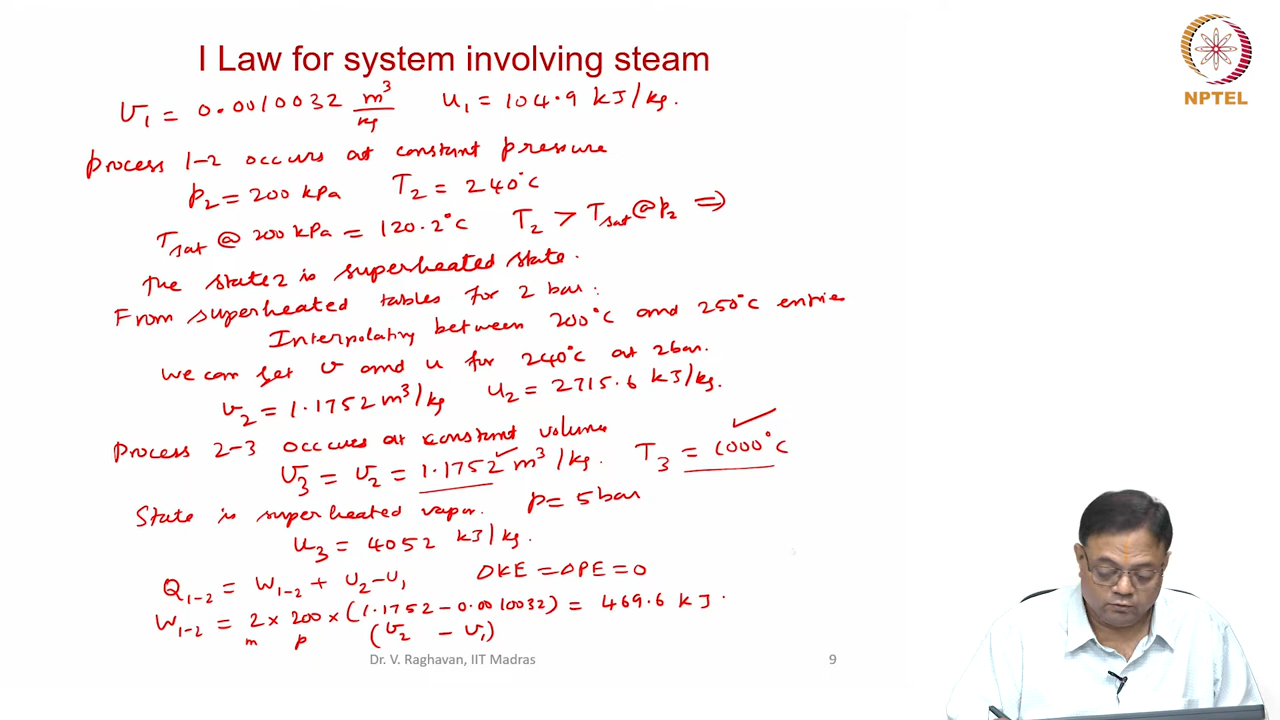 I Law for system involving steam
NPTEL
v₁ = 0.0010032 m³/kg u₁ = 104.9 kJ/kg.
Process 1-2 occurs at constant pressure
p₂ = 200 kPa T₂ = 240°C
Tsat @ 200 kPa = 120.2°C T₂ > Tsat @ p₂ ⇒
the state 2 is superheated state.
From superheated tables for 2 bar:
Interpolating between 200°C and 250°C entries
we can get v and u for 240°C at 2bar.
v₂ = 1.1752 m³/kg u₂ = 2715.6 kJ/kg.
Process 2-3 occurs at constant volume
v₃ = v₂ = 1.1752 m³/kg. T₃ = 1000°C
State is superheated vapor. p = 5 bar
u₃ = 4052 kJ/kg.
Q₁₋₂ = W₁₋₂ + U₂-U₁ ΔKE = ΔPE = 0
W₁₋₂ = 2 × 200 × (1.1752 - 0.0010032) = 469.6 kJ.
m p (v₂ - v₁)
Dr. V. Raghavan, IIT Madras 9